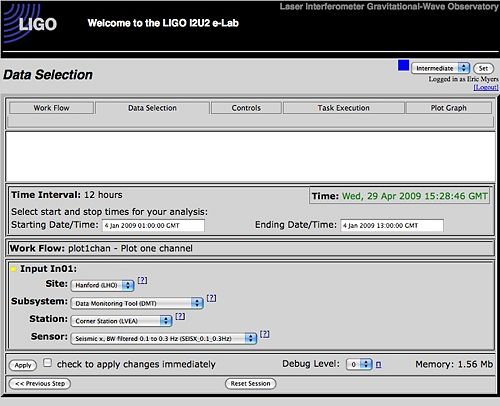 Laser Interferometer Gravitational-Wave Observatory
LIGO
Welcome to the LIGO I2U2 e-Lab
Data Selection
Intermediate Set
Logged in as Eric Myers
[Logout]
Work Flow Data Selection Controls Task Execution Plot Graph
Time Interval: 12 hours
Time: Wed, 29 Apr 2009 15:28:46 GMT
Select start and stop times for your analysis:
Starting Date/Time: 4 Jan 2009 01:00:00 GMT Ending Date/Time: 4 Jan 2009 13:00:00 GMT
Work Flow: plot1chan - Plot one channel
Input In01:
Site: Hanford (LHO) [?]
Subsystem: Data Monitoring Tool (DMT) [?]
Station: Corner Station (LVEA) [?]
Sensor: Seismic x, BW filtered 0.1 to 0.3 Hz (SEISX_0.1_0.3Hz) [?]
Apply check to apply changes immediately Debug Level: 0 n Memory: 1.56 Mb
<< Previous Step Reset Session